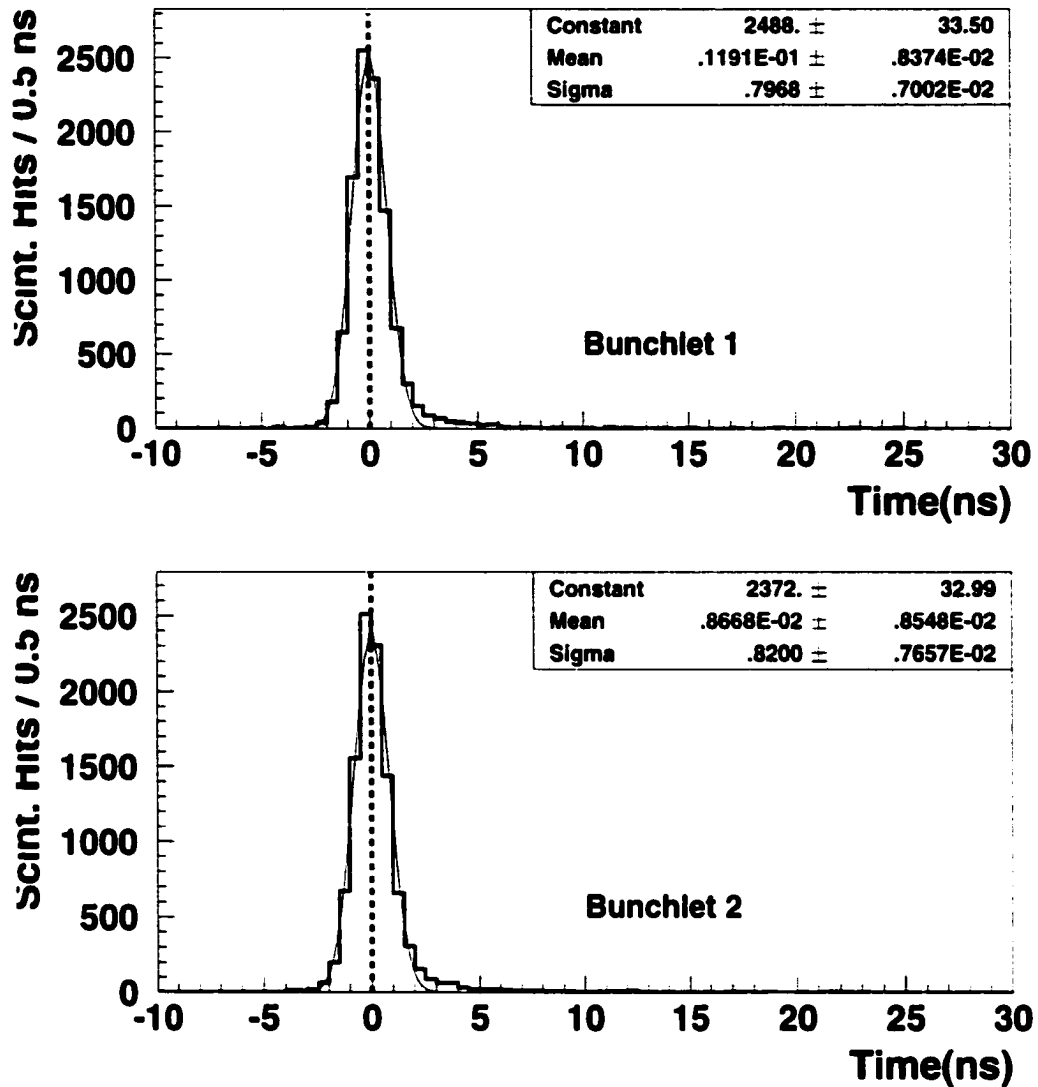 Constant 2488. ± 33.50
Mean .1191E-01 ± .8374E-02
Sigma .7968 ± .7002E-02
Scint. Hits / 0.5 ns
2500
2000
1500
1000
500
0
Bunchlet 1
-10 -5 0 5 10 15 20 25 30
Time(ns)
Constant 2372. ± 32.99
Mean .8668E-02 ± .8548E-02
Sigma .8200 ± .7657E-02
Scint. Hits / 0.5 ns
2500
2000
1500
1000
500
0
Bunchlet 2
-10 -5 0 5 10 15 20 25 30
Time(ns)